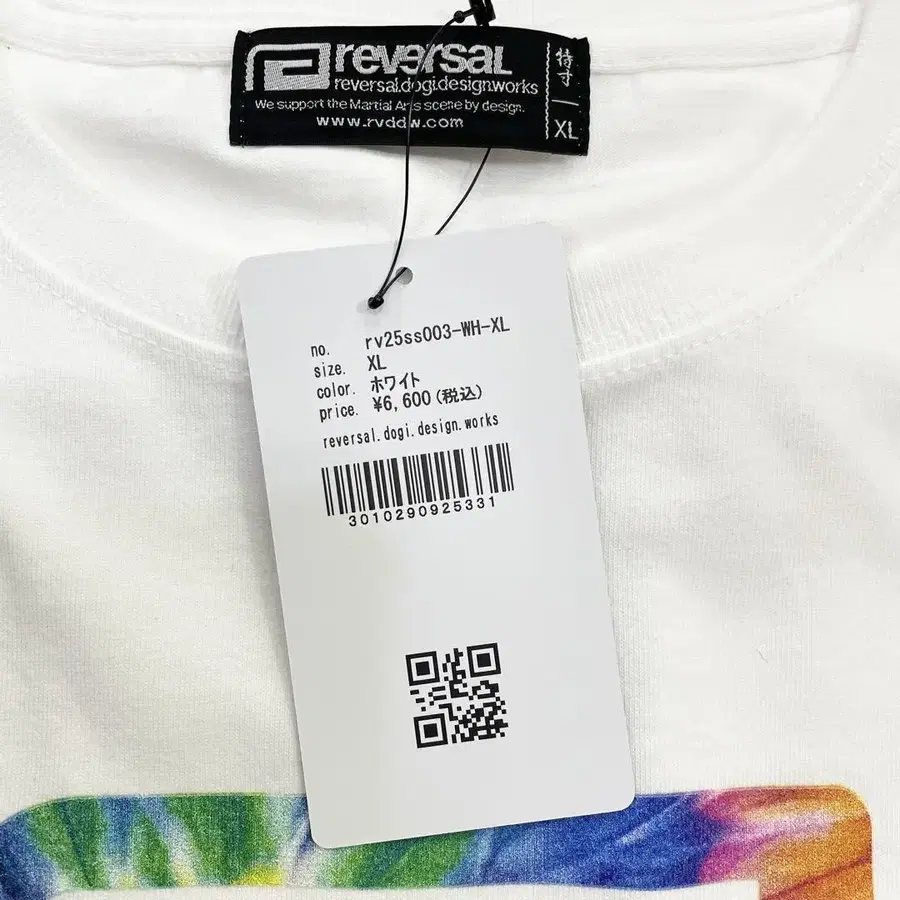 reversal
reversal.dogi.design.works
We support the Martial Arts scene by design.
www.rvddw.com
特寸
XL
no. rv25ss003-WH-XL
size. XL
color. ホワイト
price. ¥6,600(税込)
reversal.dogi.design.works
3010290925331